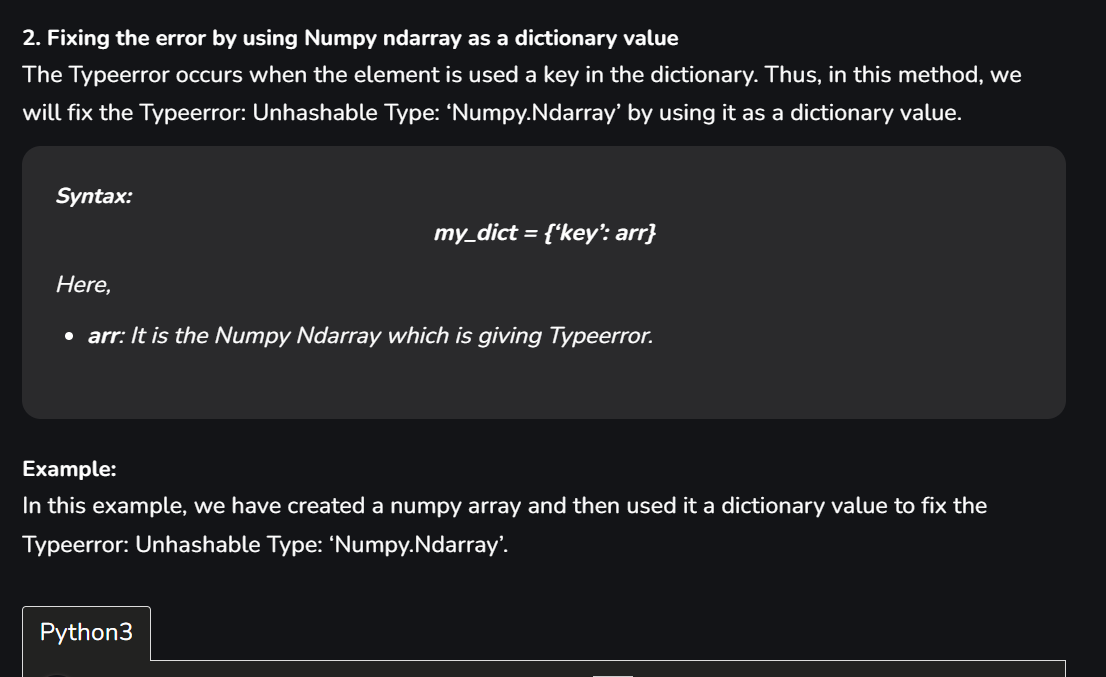 2. Fixing the error by using Numpy ndarray as a dictionary value
The Typeerror occurs when the element is used a key in the dictionary. Thus, in this method, we
will fix the Typeerror: Unhashable Type: ‘Numpy.Ndarray’ by using it as a dictionary value.
Syntax:
my_dict = {‘key’: arr}
Here,
• arr: It is the Numpy Ndarray which is giving Typeerror.
Example:
In this example, we have created a numpy array and then used it a dictionary value to fix the
Typeerror: Unhashable Type: ‘Numpy.Ndarray’.
Python3